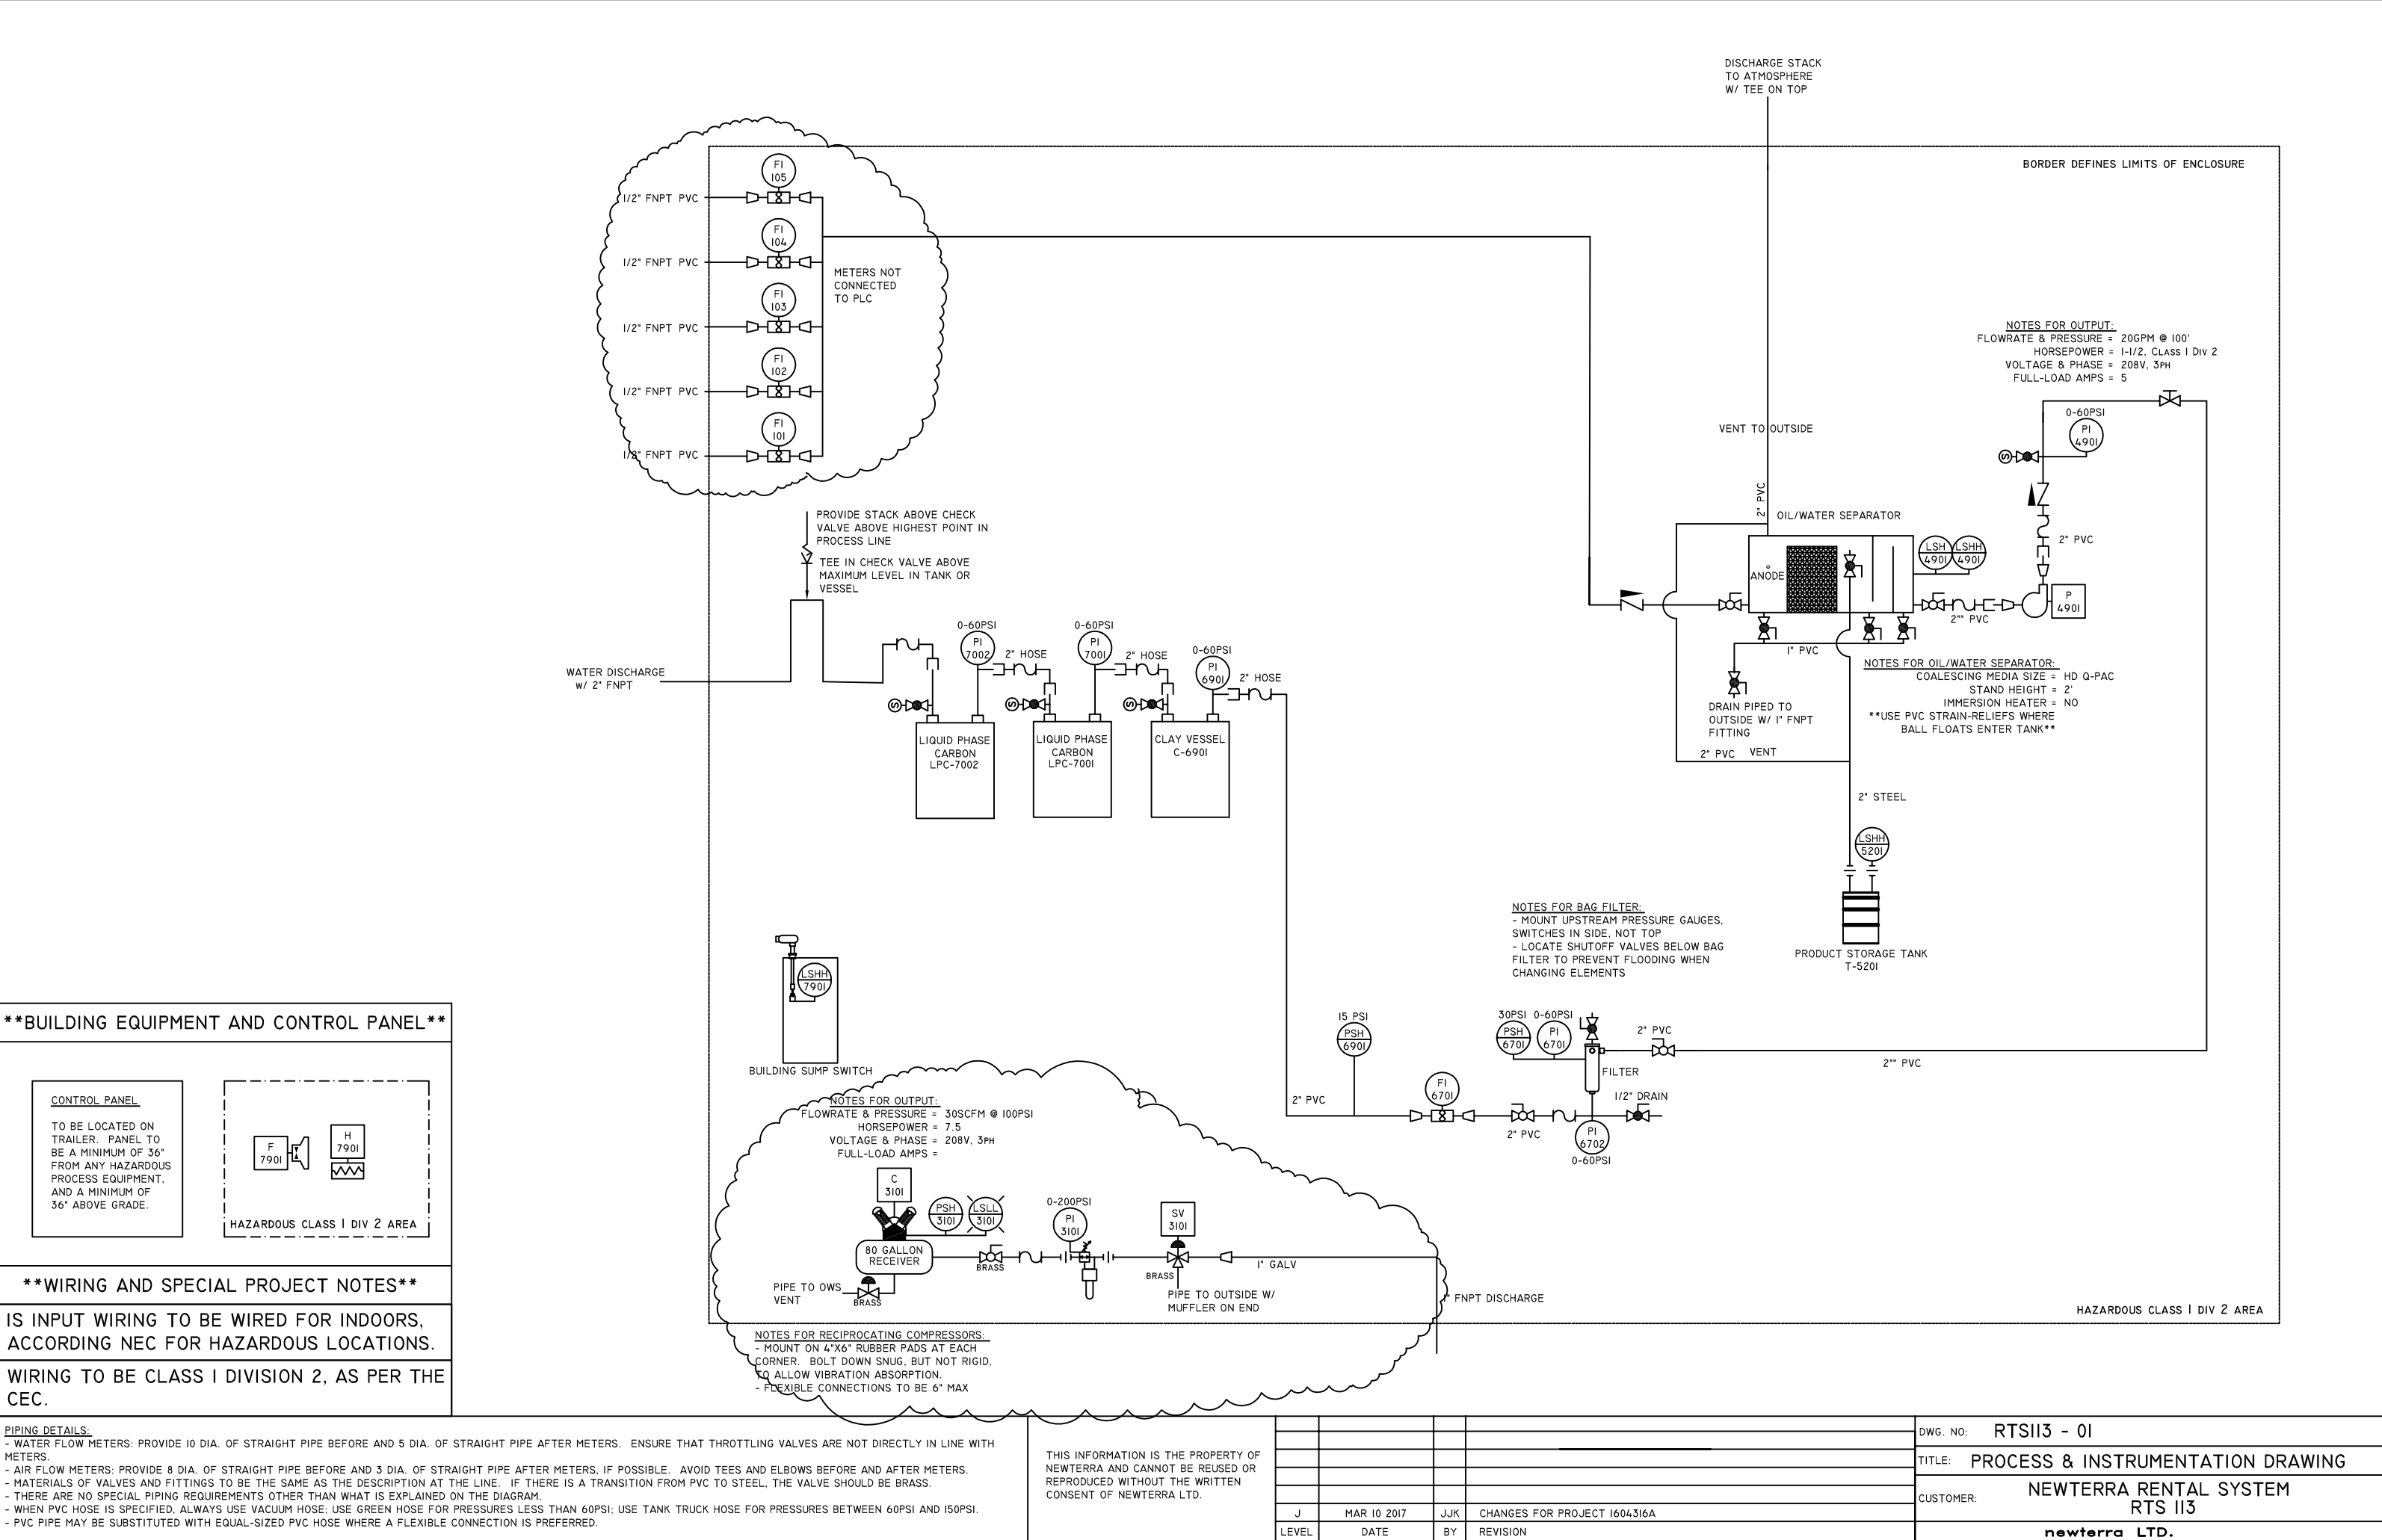 DISCHARGE STACK
TO ATMOSPHERE
W/ TEE ON TOP
BORDER DEFINES LIMITS OF ENCLOSURE
FI
105
1/2" FNPT PVC
FI
104
1/2" FNPT PVC
METERS NOT
CONNECTED
TO PLC
FI
103
1/2" FNPT PVC
FI
102
1/2" FNPT PVC
FI
101
1/2" FNPT PVC
NOTES FOR OUTPUT:
FLOWRATE & PRESSURE = 20GPM @ 100'
HORSEPOWER = 1-1/2, CLASS 1 DIV 2
VOLTAGE & PHASE = 208V, 3PH
FULL-LOAD AMPS = 5
0-60PSI
PI
4901
S
VENT TO OUTSIDE
2" PVC
OIL/WATER SEPARATOR
LSH
4901
LSHH
4901
2" PVC
ANODE
P
4901
2"" PVC
1" PVC
PROVIDE STACK ABOVE CHECK
VALVE ABOVE HIGHEST POINT IN
PROCESS LINE
TEE IN CHECK VALVE ABOVE
MAXIMUM LEVEL IN TANK OR
VESSEL
WATER DISCHARGE
W/ 2" FNPT
0-60PSI
PI
7002
2" HOSE
0-60PSI
PI
7001
2" HOSE
0-60PSI
PI
6901
2" HOSE
S
S
S
LIQUID PHASE
CARBON
LPC-7002
LIQUID PHASE
CARBON
LPC-7001
CLAY VESSEL
C-6901
NOTES FOR OIL/WATER SEPARATOR:
COALESCING MEDIA SIZE = HD Q-PAC
STAND HEIGHT = 2'
IMMERSION HEATER = NO
**USE PVC STRAIN-RELIEFS WHERE
BALL FLOATS ENTER TANK**
DRAIN PIPED TO
OUTSIDE W/ 1" FNPT
FITTING
2" PVC VENT
2" STEEL
LSHH
5201
PRODUCT STORAGE TANK
T-5201
NOTES FOR BAG FILTER:
- MOUNT UPSTREAM PRESSURE GAUGES,
SWITCHES IN SIDE, NOT TOP
- LOCATE SHUTOFF VALVES BELOW BAG
FILTER TO PREVENT FLOODING WHEN
CHANGING ELEMENTS
LSHH
7901
BUILDING SUMP SWITCH
15 PSI
PSH
6901
30PSI 0-60PSI
PSH
6701
PI
6701
2" PVC
2"" PVC
FILTER
FI
6701
2" PVC
1/2" DRAIN
2" PVC
PI
6702
0-60PSI
**BUILDING EQUIPMENT AND CONTROL PANEL**
CONTROL PANEL
TO BE LOCATED ON
TRAILER. PANEL TO
BE A MINIMUM OF 36"
FROM ANY HAZARDOUS
PROCESS EQUIPMENT,
AND A MINIMUM OF
36" ABOVE GRADE.
F
7901
H
7901
HAZARDOUS CLASS 1 DIV 2 AREA
**WIRING AND SPECIAL PROJECT NOTES**
IS INPUT WIRING TO BE WIRED FOR INDOORS,
ACCORDING NEC FOR HAZARDOUS LOCATIONS.
WIRING TO BE CLASS 1 DIVISION 2, AS PER THE
CEC.
NOTES FOR OUTPUT:
FLOWRATE & PRESSURE = 30SCFM @ 100PSI
HORSEPOWER = 7.5
VOLTAGE & PHASE = 208V, 3PH
FULL-LOAD AMPS =
C
3101
PSH
3101
LSLL
3101
0-200PSI
PI
3101
SV
3101
80 GALLON
RECEIVER
BRASS
PIPE TO OWS
VENT
BRASS
BRASS
1" GALV
PIPE TO OUTSIDE W/
MUFFLER ON END
1" FNPT DISCHARGE
HAZARDOUS CLASS 1 DIV 2 AREA
NOTES FOR RECIPROCATING COMPRESSORS:
- MOUNT ON 4"X6" RUBBER PADS AT EACH
CORNER. BOLT DOWN SNUG, BUT NOT RIGID,
TO ALLOW VIBRATION ABSORPTION.
- FLEXIBLE CONNECTIONS TO BE 6" MAX
PIPING DETAILS:
- WATER FLOW METERS: PROVIDE 10 DIA. OF STRAIGHT PIPE BEFORE AND 5 DIA. OF STRAIGHT PIPE AFTER METERS. ENSURE THAT THROTTLING VALVES ARE NOT DIRECTLY IN LINE WITH
METERS.
- AIR FLOW METERS: PROVIDE 8 DIA. OF STRAIGHT PIPE BEFORE AND 3 DIA. OF STRAIGHT PIPE AFTER METERS, IF POSSIBLE. AVOID TEES AND ELBOWS BEFORE AND AFTER METERS.
- MATERIALS OF VALVES AND FITTINGS TO BE THE SAME AS THE DESCRIPTION AT THE LINE. IF THERE IS A TRANSITION FROM PVC TO STEEL, THE VALVE SHOULD BE BRASS.
- THERE ARE NO SPECIAL PIPING REQUIREMENTS OTHER THAN WHAT IS EXPLAINED ON THE DIAGRAM.
- WHEN PVC HOSE IS SPECIFIED, ALWAYS USE VACUUM HOSE; USE GREEN HOSE FOR PRESSURES LESS THAN 60PSI; USE TANK TRUCK HOSE FOR PRESSURES BETWEEN 60PSI AND 150PSI.
- PVC PIPE MAY BE SUBSTITUTED WITH EQUAL-SIZED PVC HOSE WHERE A FLEXIBLE CONNECTION IS PREFERRED.
THIS INFORMATION IS THE PROPERTY OF
NEWTERRA AND CANNOT BE REUSED OR
REPRODUCED WITHOUT THE WRITTEN
CONSENT OF NEWTERRA LTD.
J MAR 10 2017 JJK CHANGES FOR PROJECT 1604316A
LEVEL DATE BY REVISION
DWG. NO: RTS113 - 01
TITLE: PROCESS & INSTRUMENTATION DRAWING
CUSTOMER: NEWTERRA RENTAL SYSTEM
RTS 113
newterra LTD.